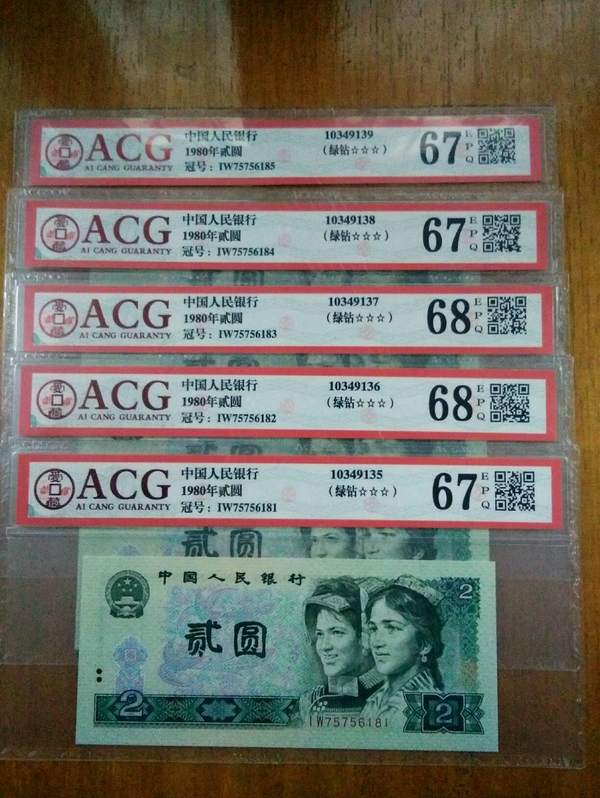 ACG
AI CANG GUARANTY
中国人民银行
1980年贰圆
冠号：IW75756185
10349139
（绿钻☆☆☆）
67
EPQ
ACG
AI CANG GUARANTY
中国人民银行
1980年贰圆
冠号：IW75756184
10349138
（绿钻☆☆☆）
67
EPQ
ACG
AI CANG GUARANTY
中国人民银行
1980年贰圆
冠号：IW75756183
10349137
（绿钻☆☆☆）
68
EPQ
ACG
AI CANG GUARANTY
中国人民银行
1980年贰圆
冠号：IW75756182
10349136
（绿钻☆☆☆）
68
EPQ
ACG
AI CANG GUARANTY
中国人民银行
1980年贰圆
冠号：IW75756181
10349135
（绿钻☆☆☆）
67
EPQ
贰圆
中国人民银行
2
贰圆
2
IW75756181
2